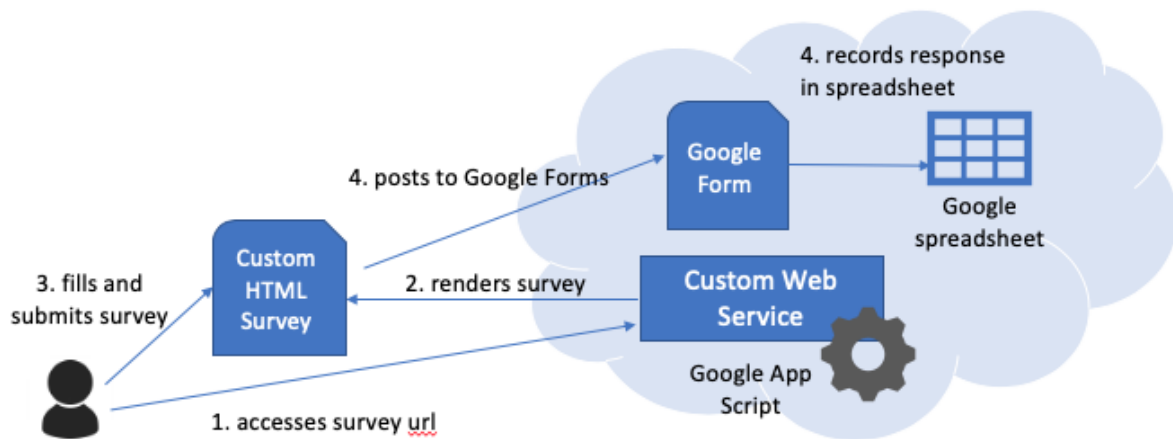 4. records response
in spreadsheet
Google
Form
4. posts to Google Forms
Google
spreadsheet
Custom
HTML
Survey
2. renders survey
Custom Web
Service
3. fills and
submits survey
Google App
Script
1. accesses survey url